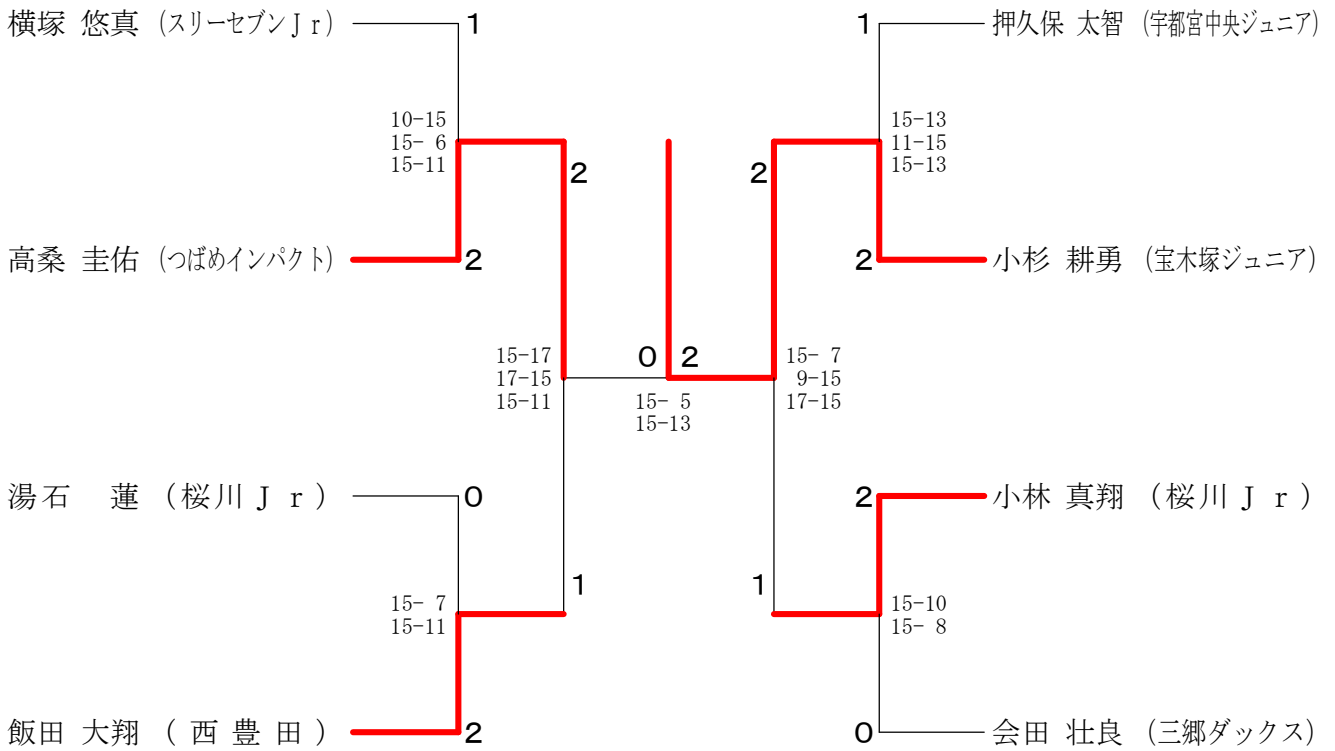 横塚 悠真 (スリーセブンJr) 1
1 押久保 太智 (宇都宮中央ジュニア)
10-15
15- 6
15-11
15-13
11-15
15-13
2
2
高桑 圭佑 (つばめインパクト) 2
2 小杉 耕勇 (宝木塚ジュニア)
15-17
17-15
15-11
0 2
15- 5
15-13
15- 7
9-15
17-15
湯石 蓮 (桜川Jr) 0
2 小林 真翔 (桜川Jr)
1
1
15- 7
15-11
15-10
15- 8
飯田 大翔 (西豊田) 2
0 会田 壮良 (三郷ダックス)